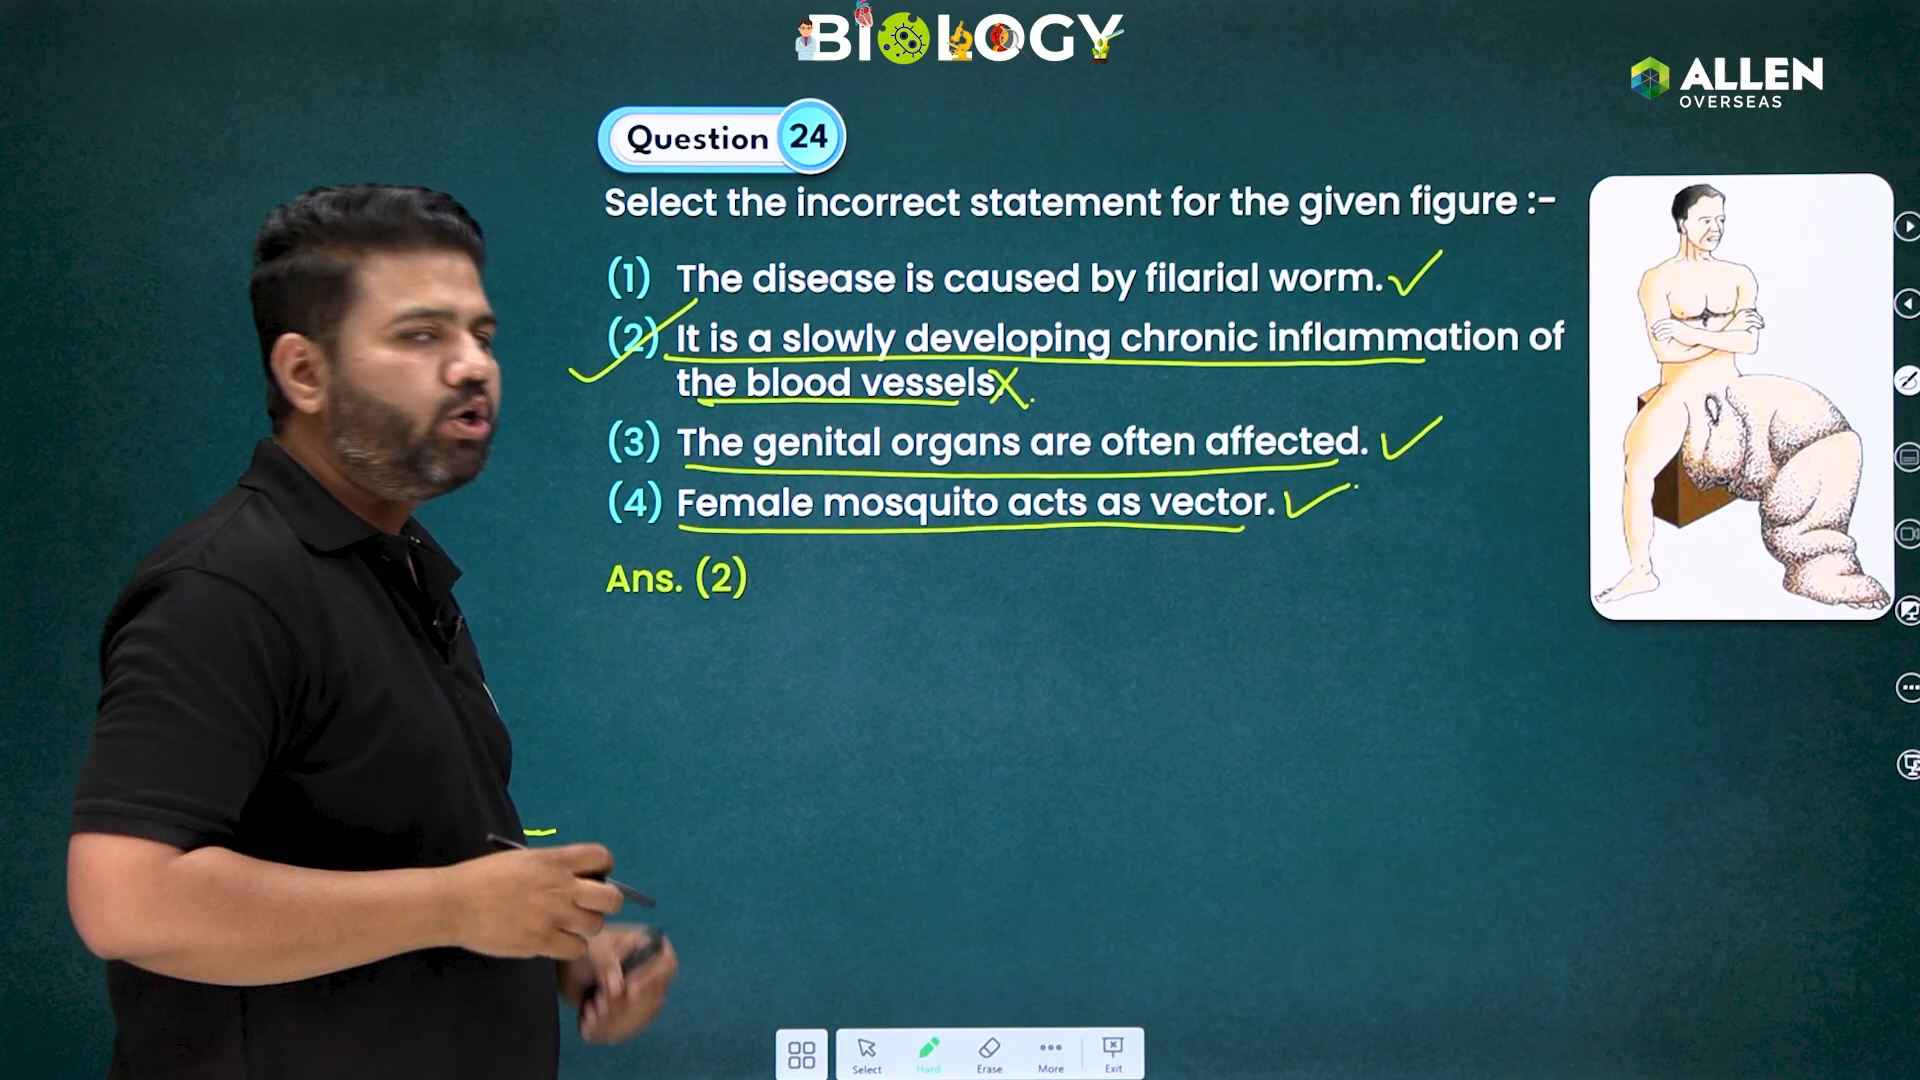 BIOLOGY
ALLEN
OVERSEAS
Question 24
Select the incorrect statement for the given figure :-
(1) The disease is caused by filarial worm.
(2) It is a slowly developing chronic inflammation of
the blood vessels.
(3) The genital organs are often affected.
(4) Female mosquito acts as vector.
Ans. (2)
Select Hard Erase More Exit